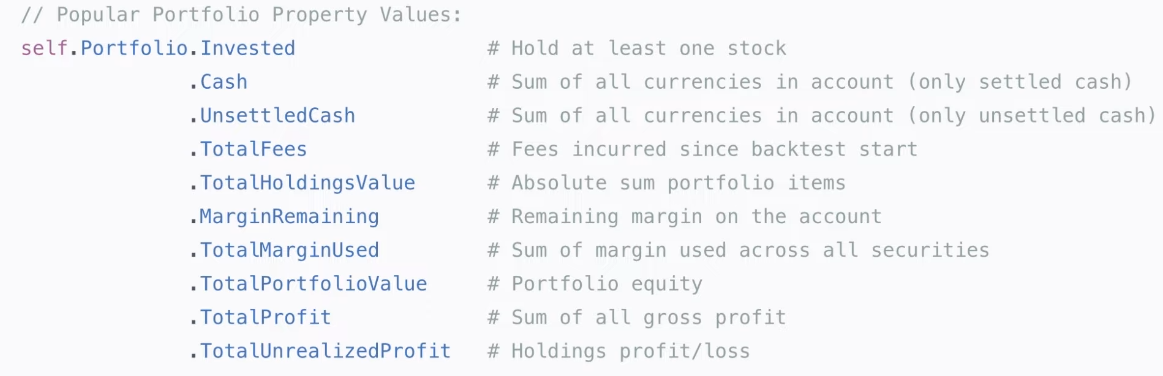 // Popular Portfolio Property Values:
self.Portfolio.Invested # Hold at least one stock
.Cash # Sum of all currencies in account (only settled cash)
.UnsettledCash # Sum of all currencies in account (only unsettled cash)
.TotalFees # Fees incurred since backtest start
.TotalHoldingsValue # Absolute sum portfolio items
.MarginRemaining # Remaining margin on the account
.TotalMarginUsed # Sum of margin used across all securities
.TotalPortfolioValue # Portfolio equity
.TotalProfit # Sum of all gross profit
.TotalUnrealizedProfit # Holdings profit/loss